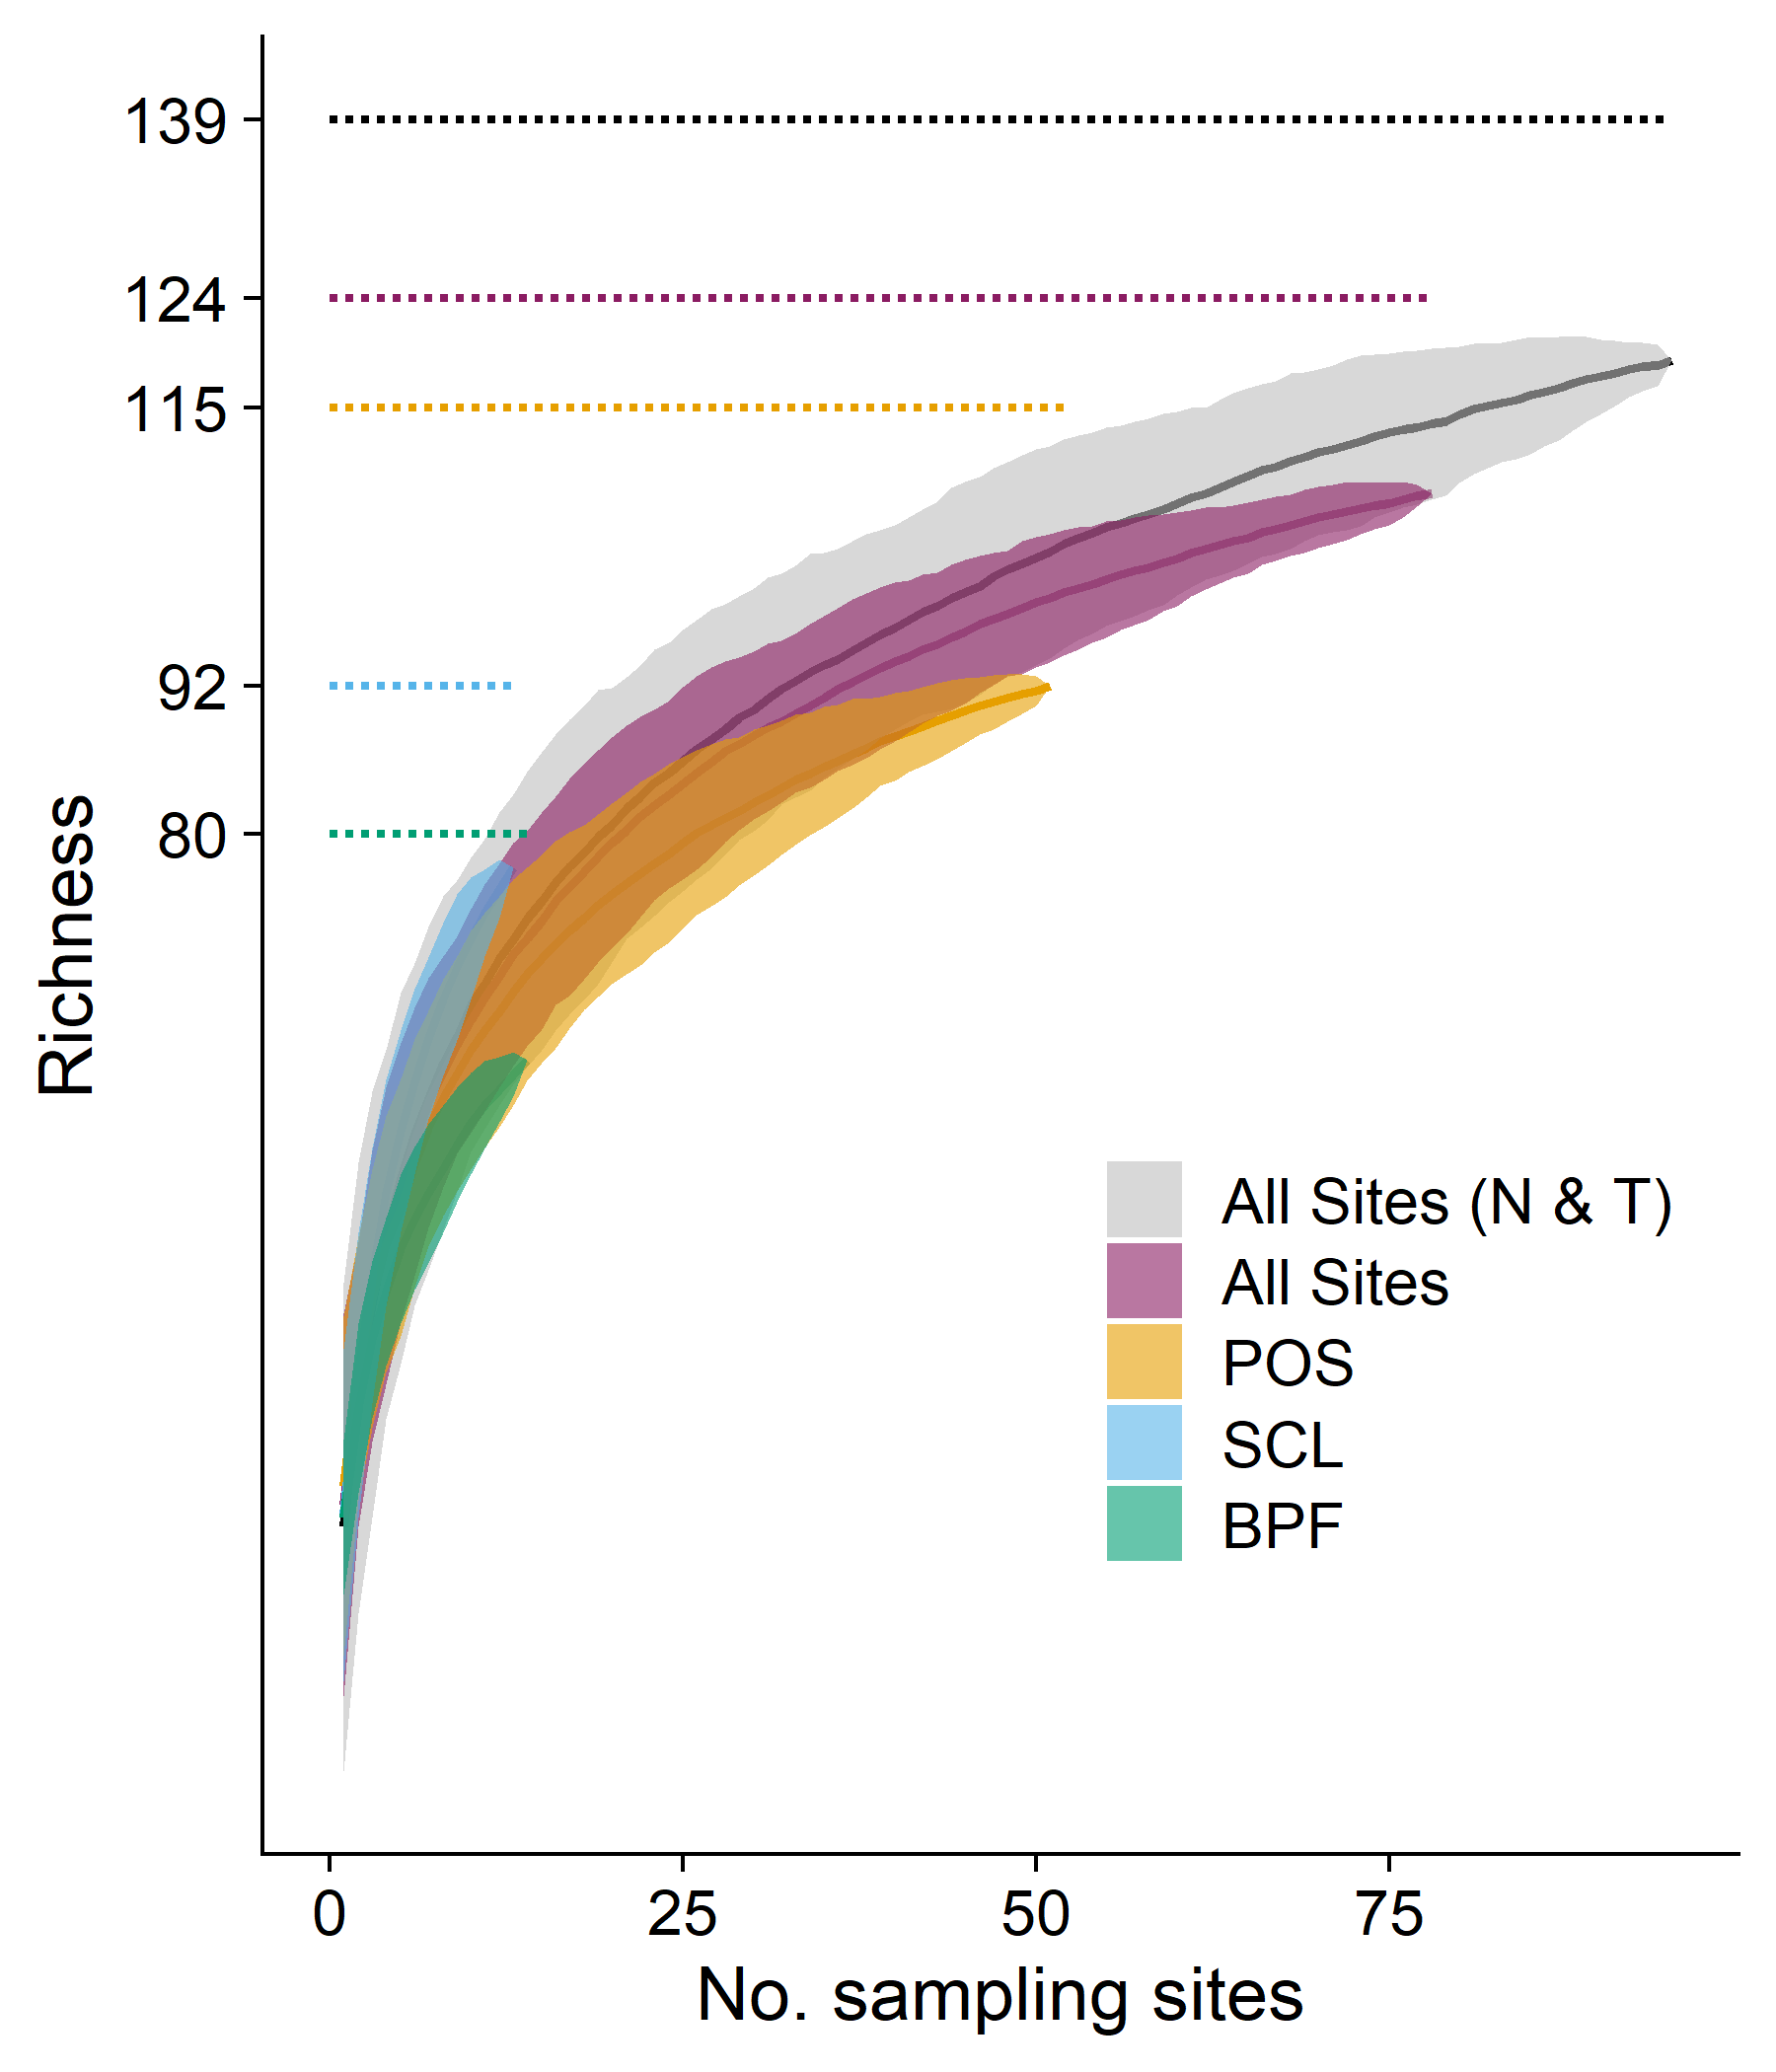 139
124
115
92
80
Richness
All Sites (N & T)
All Sites
POS
SCL
BPF
0 25 50 75
No. sampling sites